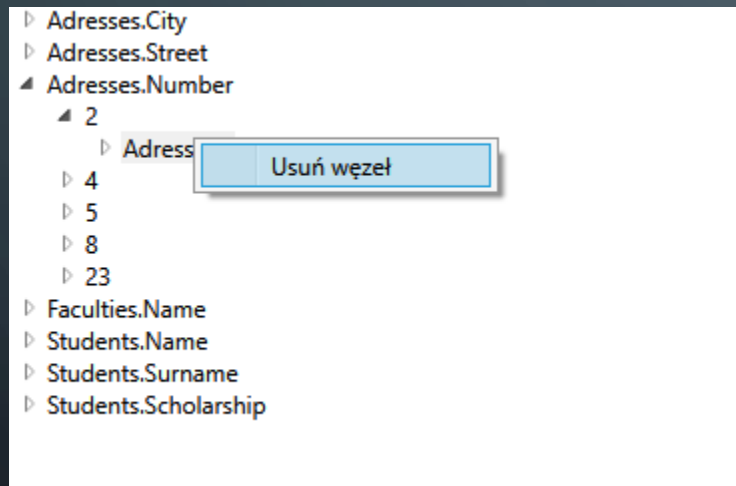 Adresses.City
Adresses.Street
Adresses.Number
2
Usuń węzeł
4
5
8
23
Faculties.Name
Students.Name
Students.Surname
Students.Scholarship